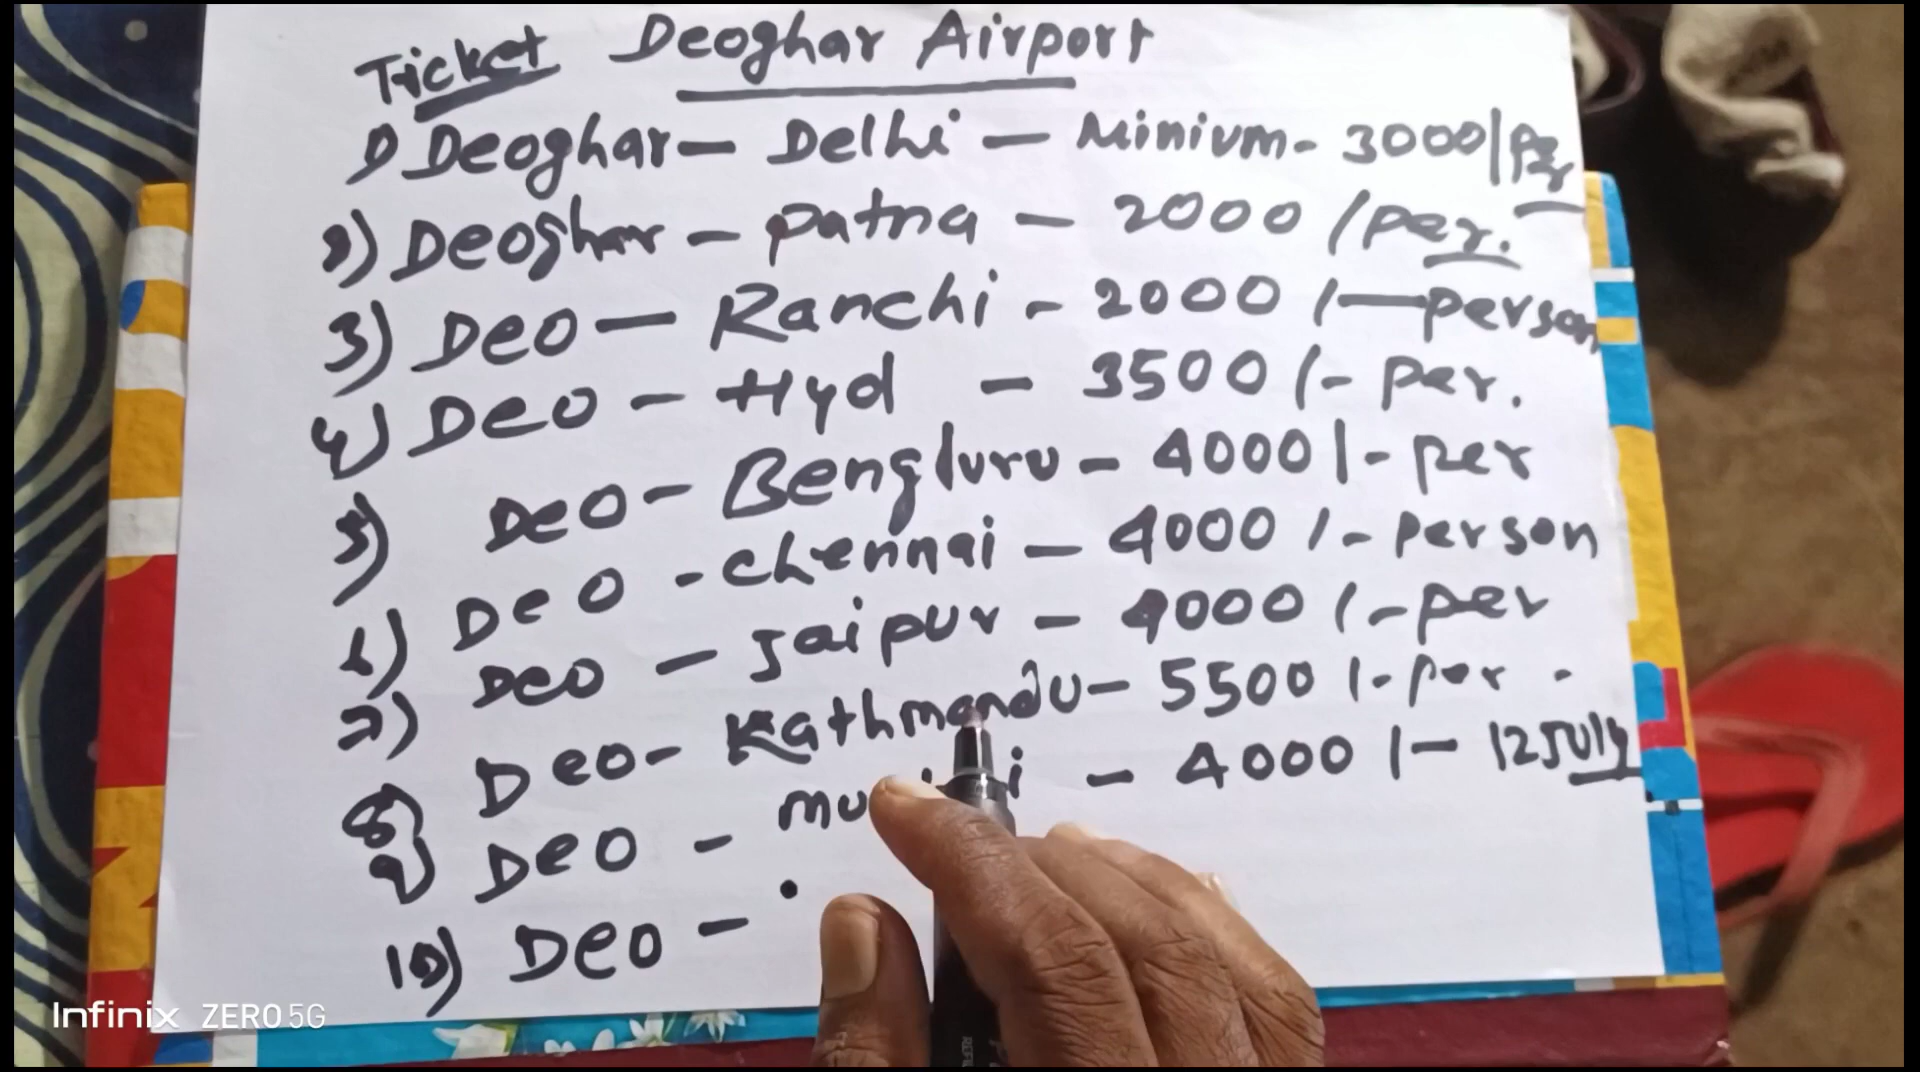 Ticket Deoghar Airport
1) Deoghar - Delhi - Minium - 3000/per
2) Deoghar - Patna - 2000 /per.
3) Deo - Ranchi - 2000 /- person
4) Deo - Hyd - 3500 /- per.
5) Deo - Bengluru - 4000 /- per
6) Deo - chennai - 4000 /- person
7) Deo - Jaipur - 4000 /- per
8) Deo - Kathmandu - 5500 /- per.
9) Deo - - 4000 /- 12 July
10) Deo -
Infinix ZERO 5G